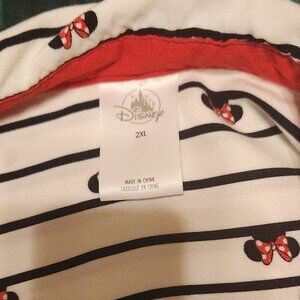 Disney
2XL
MADE IN CHINA
FABRIQUÉ EN CHINE